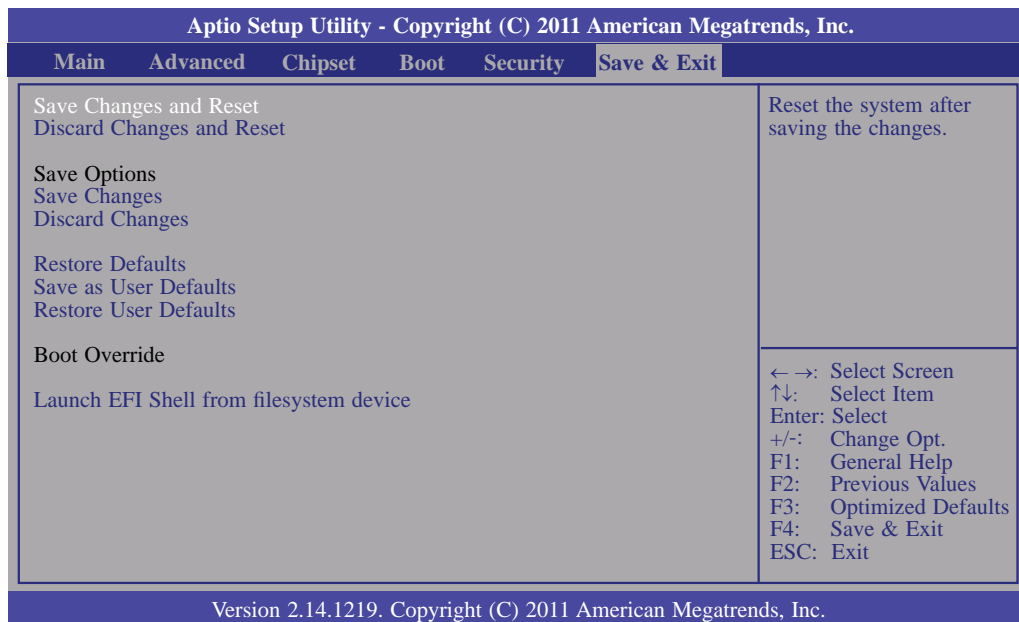 Aptio Setup Utility - Copyright (C) 2011 American Megatrends, Inc.
Main Advanced Chipset Boot Security Save & Exit
Save Changes and Reset
Discard Changes and Reset
Save Options
Save Changes
Discard Changes
Restore Defaults
Save as User Defaults
Restore User Defaults
Boot Override
Launch EFI Shell from filesystem device
Reset the system after
saving the changes.
← →: Select Screen
↑↓: Select Item
Enter: Select
+/-: Change Opt.
F1: General Help
F2: Previous Values
F3: Optimized Defaults
F4: Save & Exit
ESC: Exit
Version 2.14.1219. Copyright (C) 2011 American Megatrends, Inc.